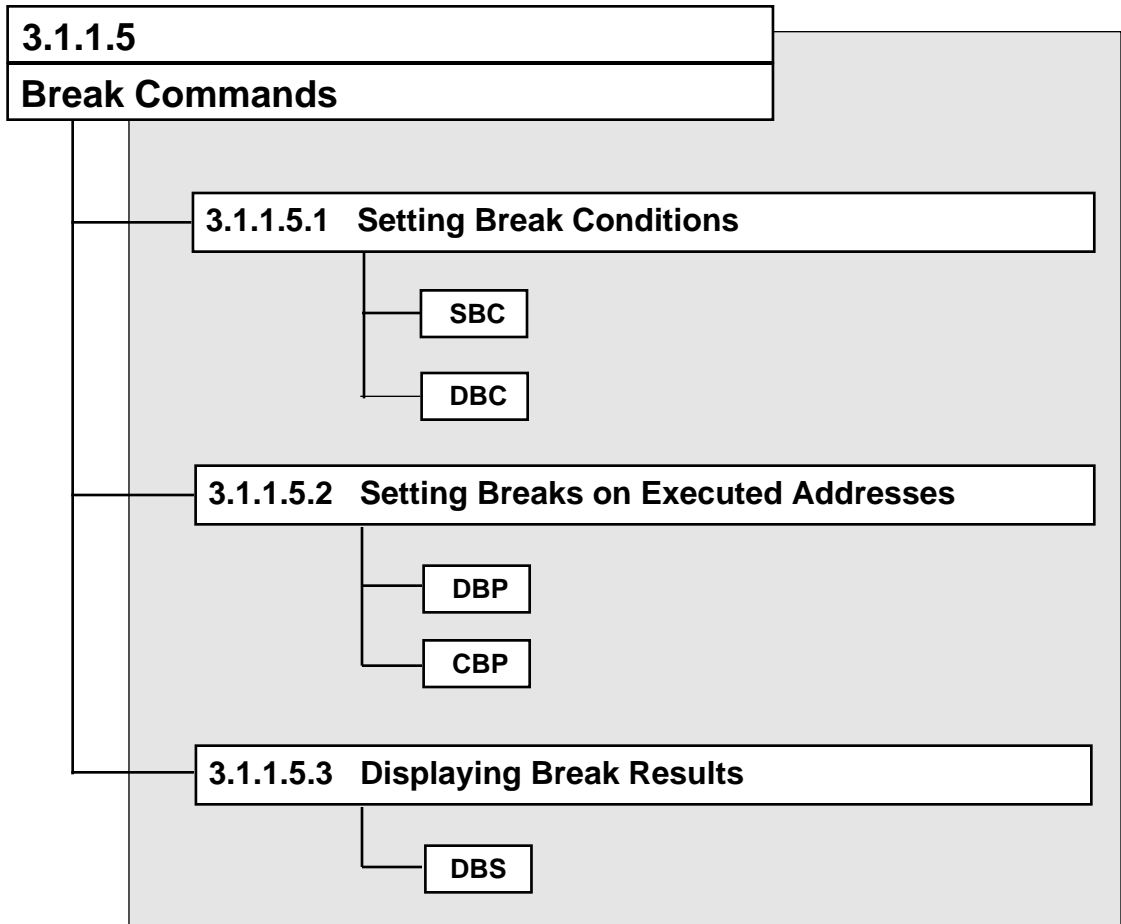 3.1.1.5
Break Commands
3.1.1.5.1 Setting Break Conditions
SBC
DBC
3.1.1.5.2 Setting Breaks on Executed Addresses
DBP
CBP
3.1.1.5.3 Displaying Break Results
DBS